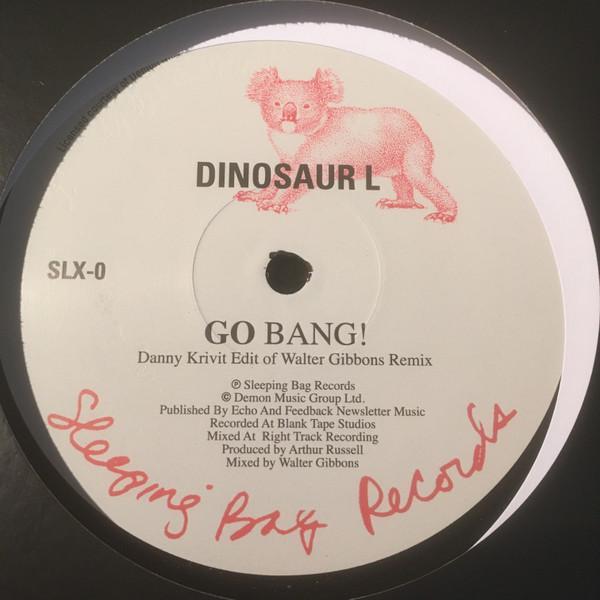 DINOSAUR L
SLX-0
GO BANG!
Danny Krivit Edit of Walter Gibbons Remix
℗ Sleeping Bag Records
© Demon Music Group Ltd.
Published By Echo And Feedback Newsletter Music
Recorded At Blank Tape Studios
Mixed At Right Track Recording
Produced by Arthur Russell
Mixed by Walter Gibbons
Sleeping Bag Records